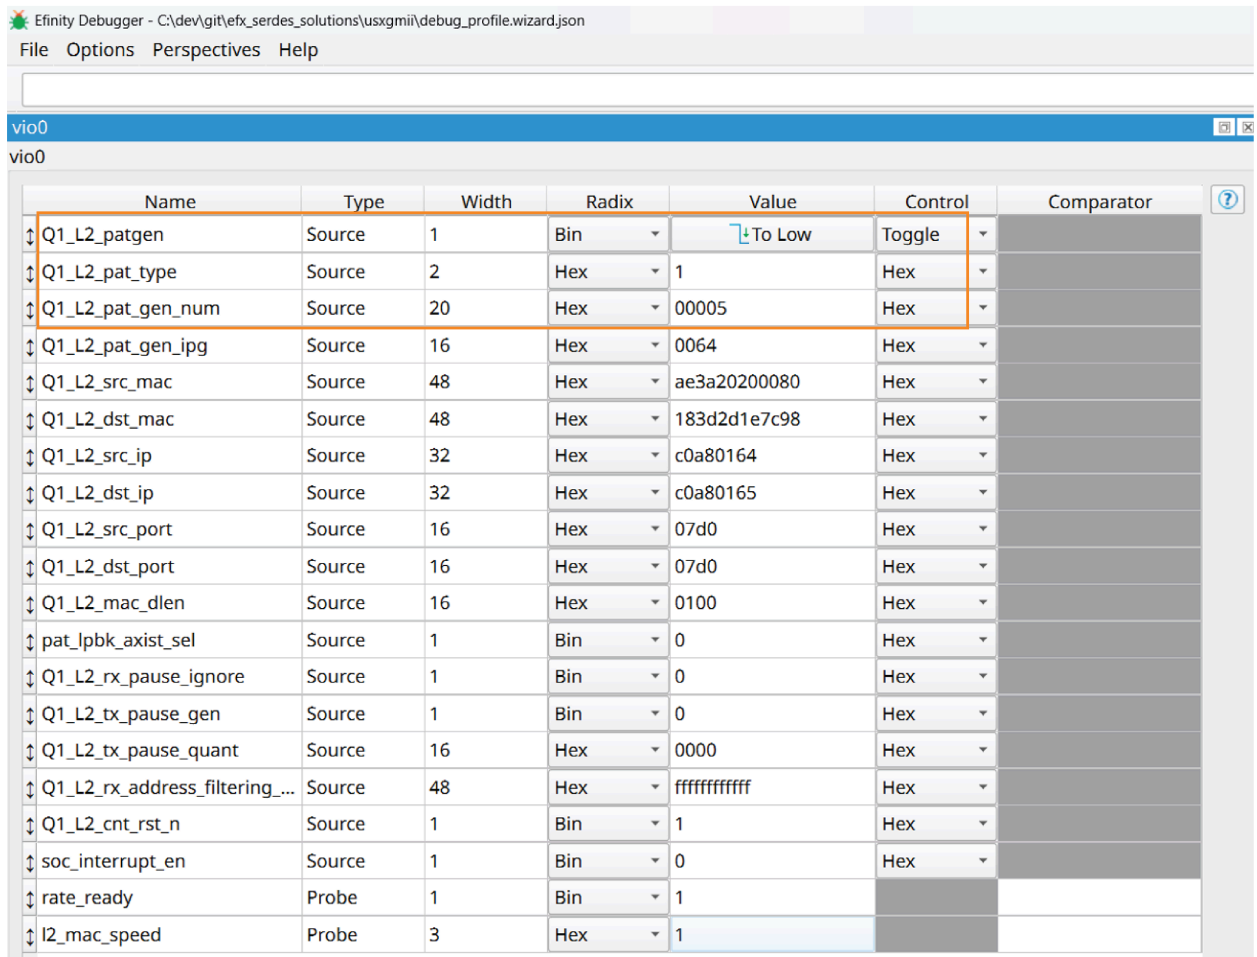 Efinity Debugger - C:\dev\git\efx_serdes_solutions\usxgmii\debug_profile.wizard.json
File Options Perspectives Help
vio0
vio0
Name Type Width Radix Value Control Comparator
Q1_L2_patgen Source 1 Bin To Low Toggle
Q1_L2_pat_type Source 2 Hex 1 Hex
Q1_L2_pat_gen_num Source 20 Hex 00005 Hex
Q1_L2_pat_gen_ipg Source 16 Hex 0064 Hex
Q1_L2_src_mac Source 48 Hex ae3a20200080 Hex
Q1_L2_dst_mac Source 48 Hex 183d2d1e7c98 Hex
Q1_L2_src_ip Source 32 Hex c0a80164 Hex
Q1_L2_dst_ip Source 32 Hex c0a80165 Hex
Q1_L2_src_port Source 16 Hex 07d0 Hex
Q1_L2_dst_port Source 16 Hex 07d0 Hex
Q1_L2_mac_dlen Source 16 Hex 0100 Hex
pat_lpbk_axist_sel Source 1 Bin 0 Hex
Q1_L2_rx_pause_ignore Source 1 Bin 0 Hex
Q1_L2_tx_pause_gen Source 1 Bin 0 Hex
Q1_L2_tx_pause_quant Source 16 Hex 0000 Hex
Q1_L2_rx_address_filtering_... Source 48 Hex ffffffffffff Hex
Q1_L2_cnt_rst_n Source 1 Bin 1 Hex
soc_interrupt_en Source 1 Bin 0 Hex
rate_ready Probe 1 Bin 1
l2_mac_speed Probe 3 Hex 1